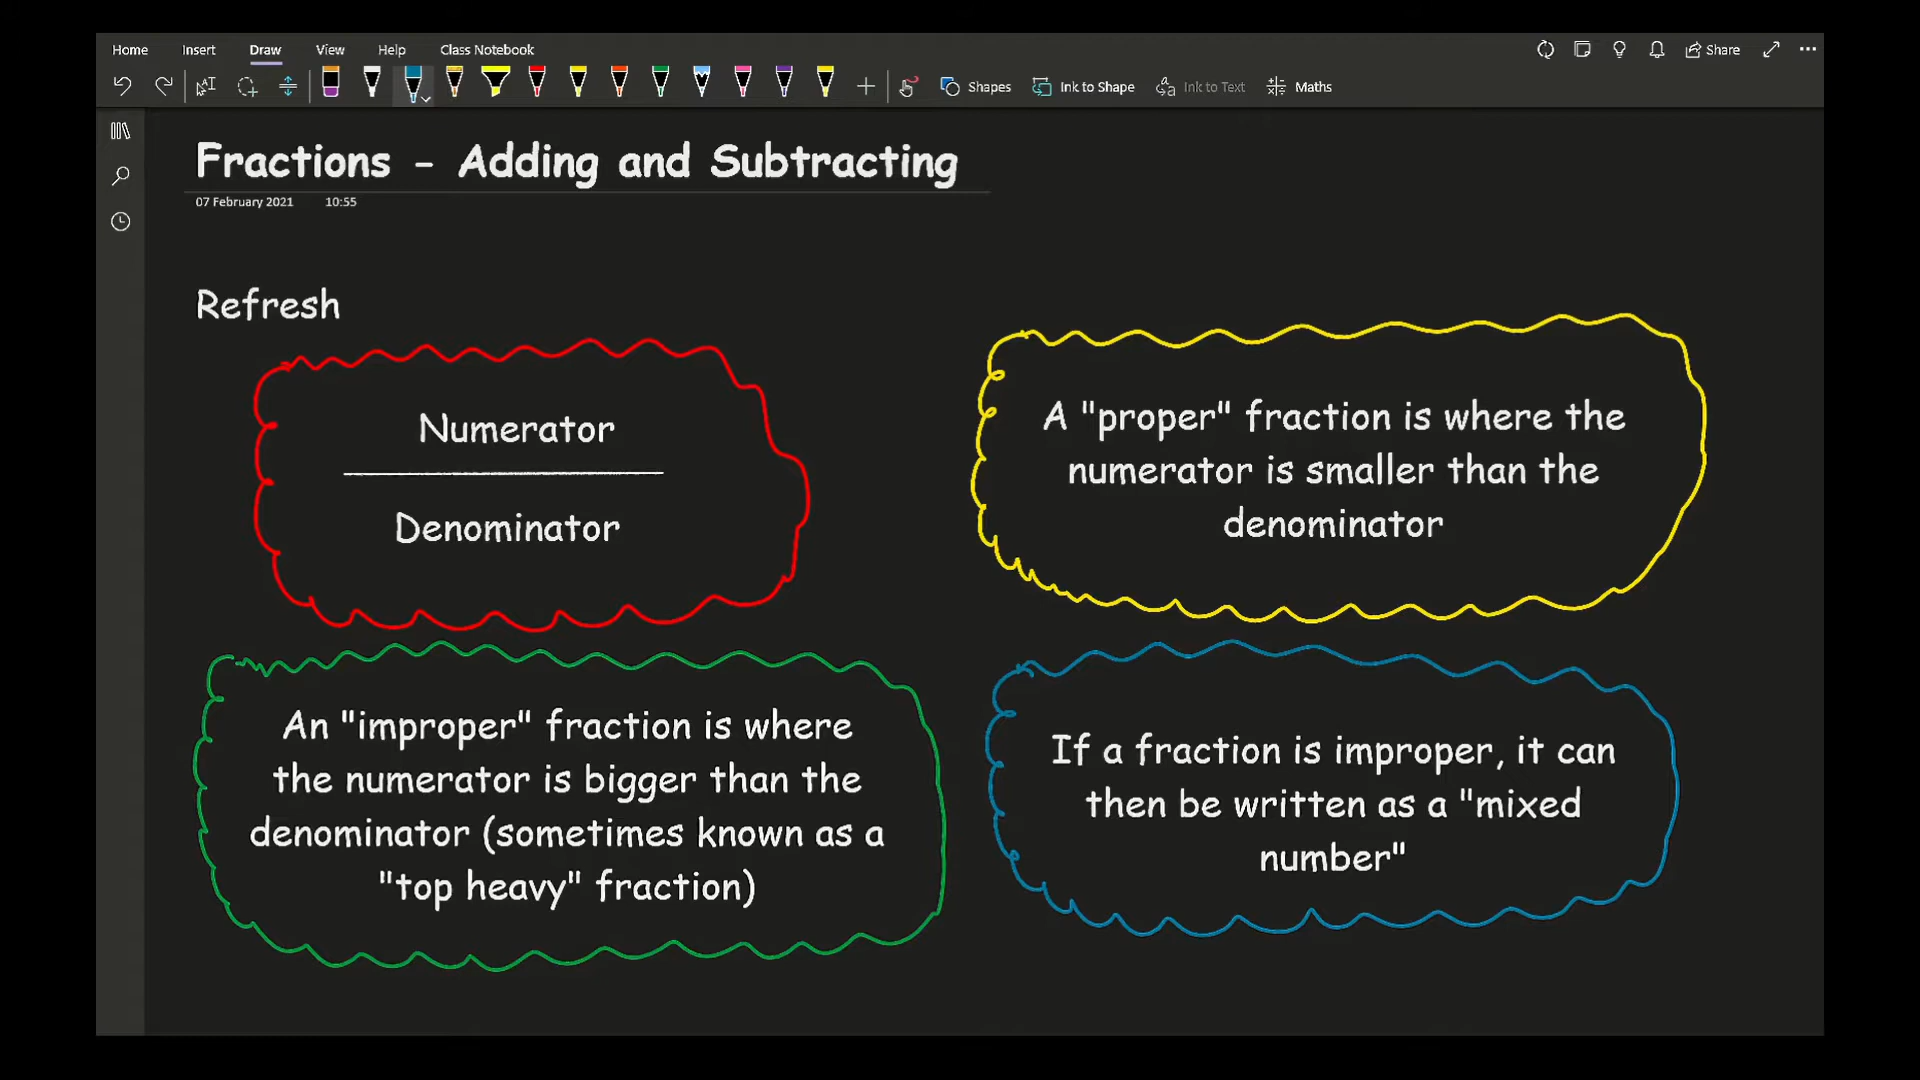 Home Insert Draw View Help Class Notebook Share
Shapes Ink to Shape Ink to Text Maths
Fractions - Adding and Subtracting
07 February 2021 10:55
Refresh
Numerator
Denominator
A "proper" fraction is where the
numerator is smaller than the
denominator
An "improper" fraction is where
the numerator is bigger than the
denominator (sometimes known as a
"top heavy" fraction)
If a fraction is improper, it can
then be written as a "mixed
number"